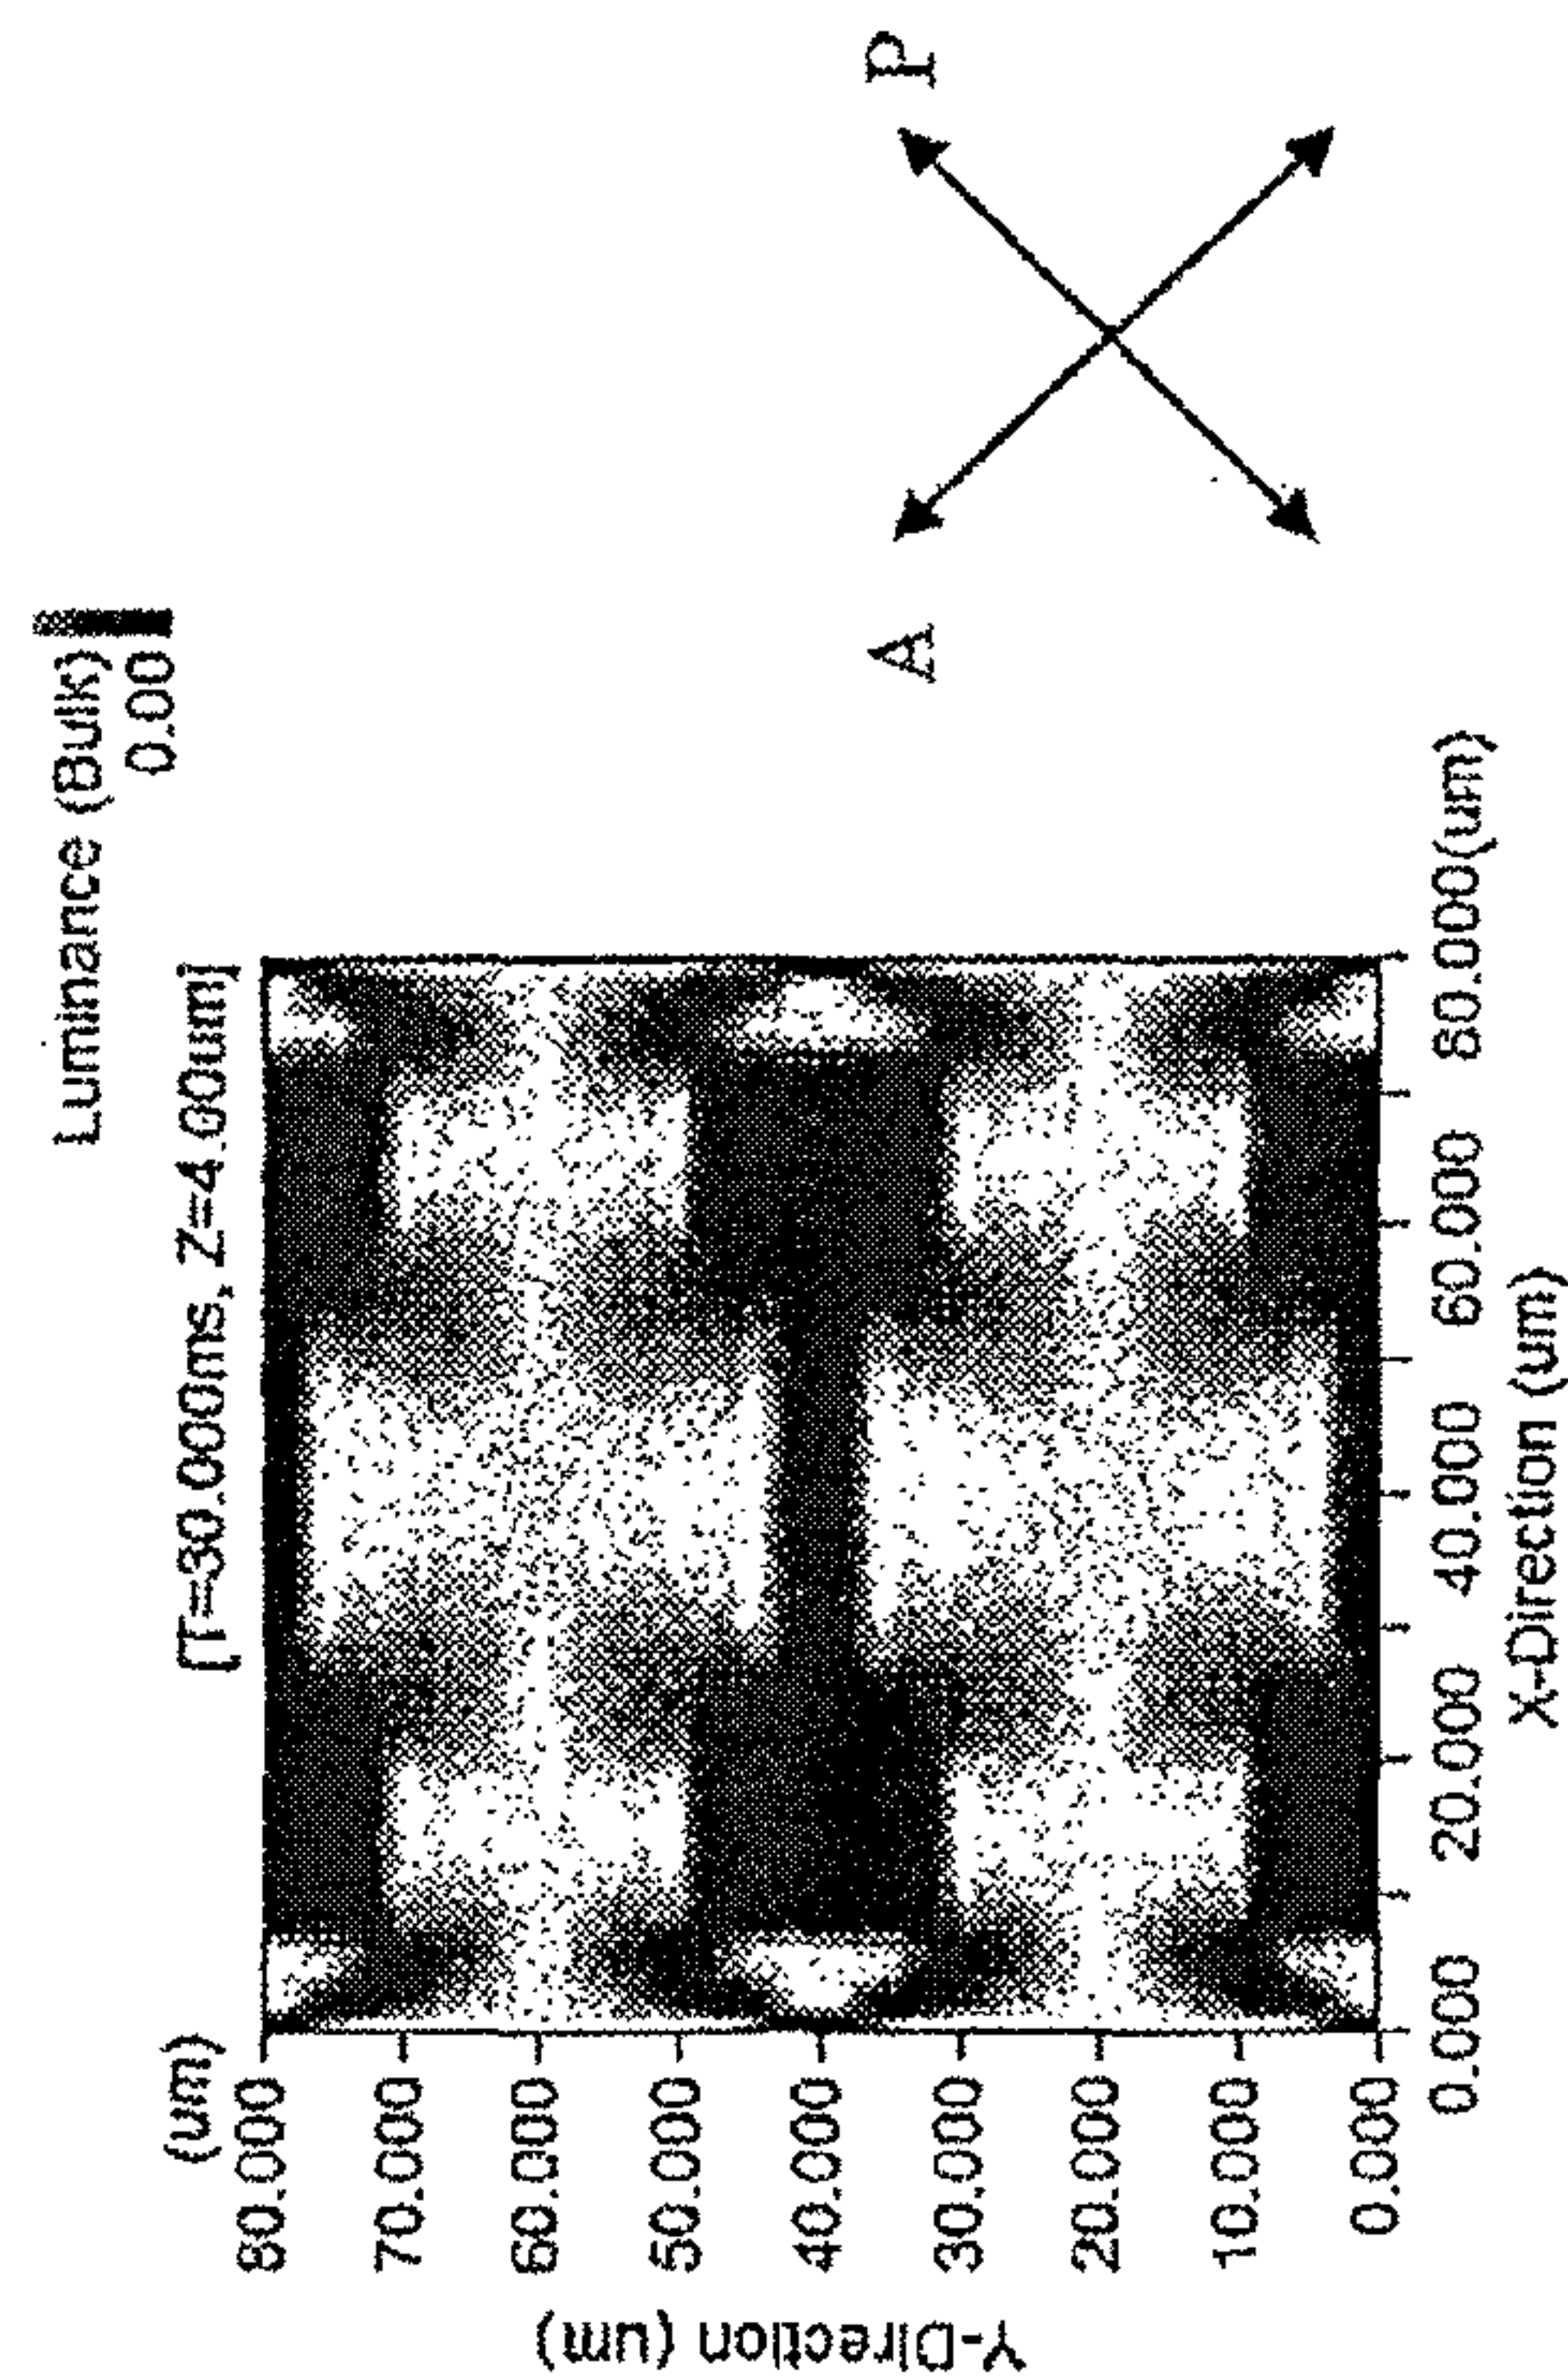 Luminance (Bulk)
0.00
[T=30.000ms, Z=4.00um]
(um)
80.000
70.000
60.000
50.000
40.000
30.000
20.000
10.000
0.000
Y-Direction (um)
0.000 20.000 40.000 60.000 80.000(um)
X-Direction (um)
A P